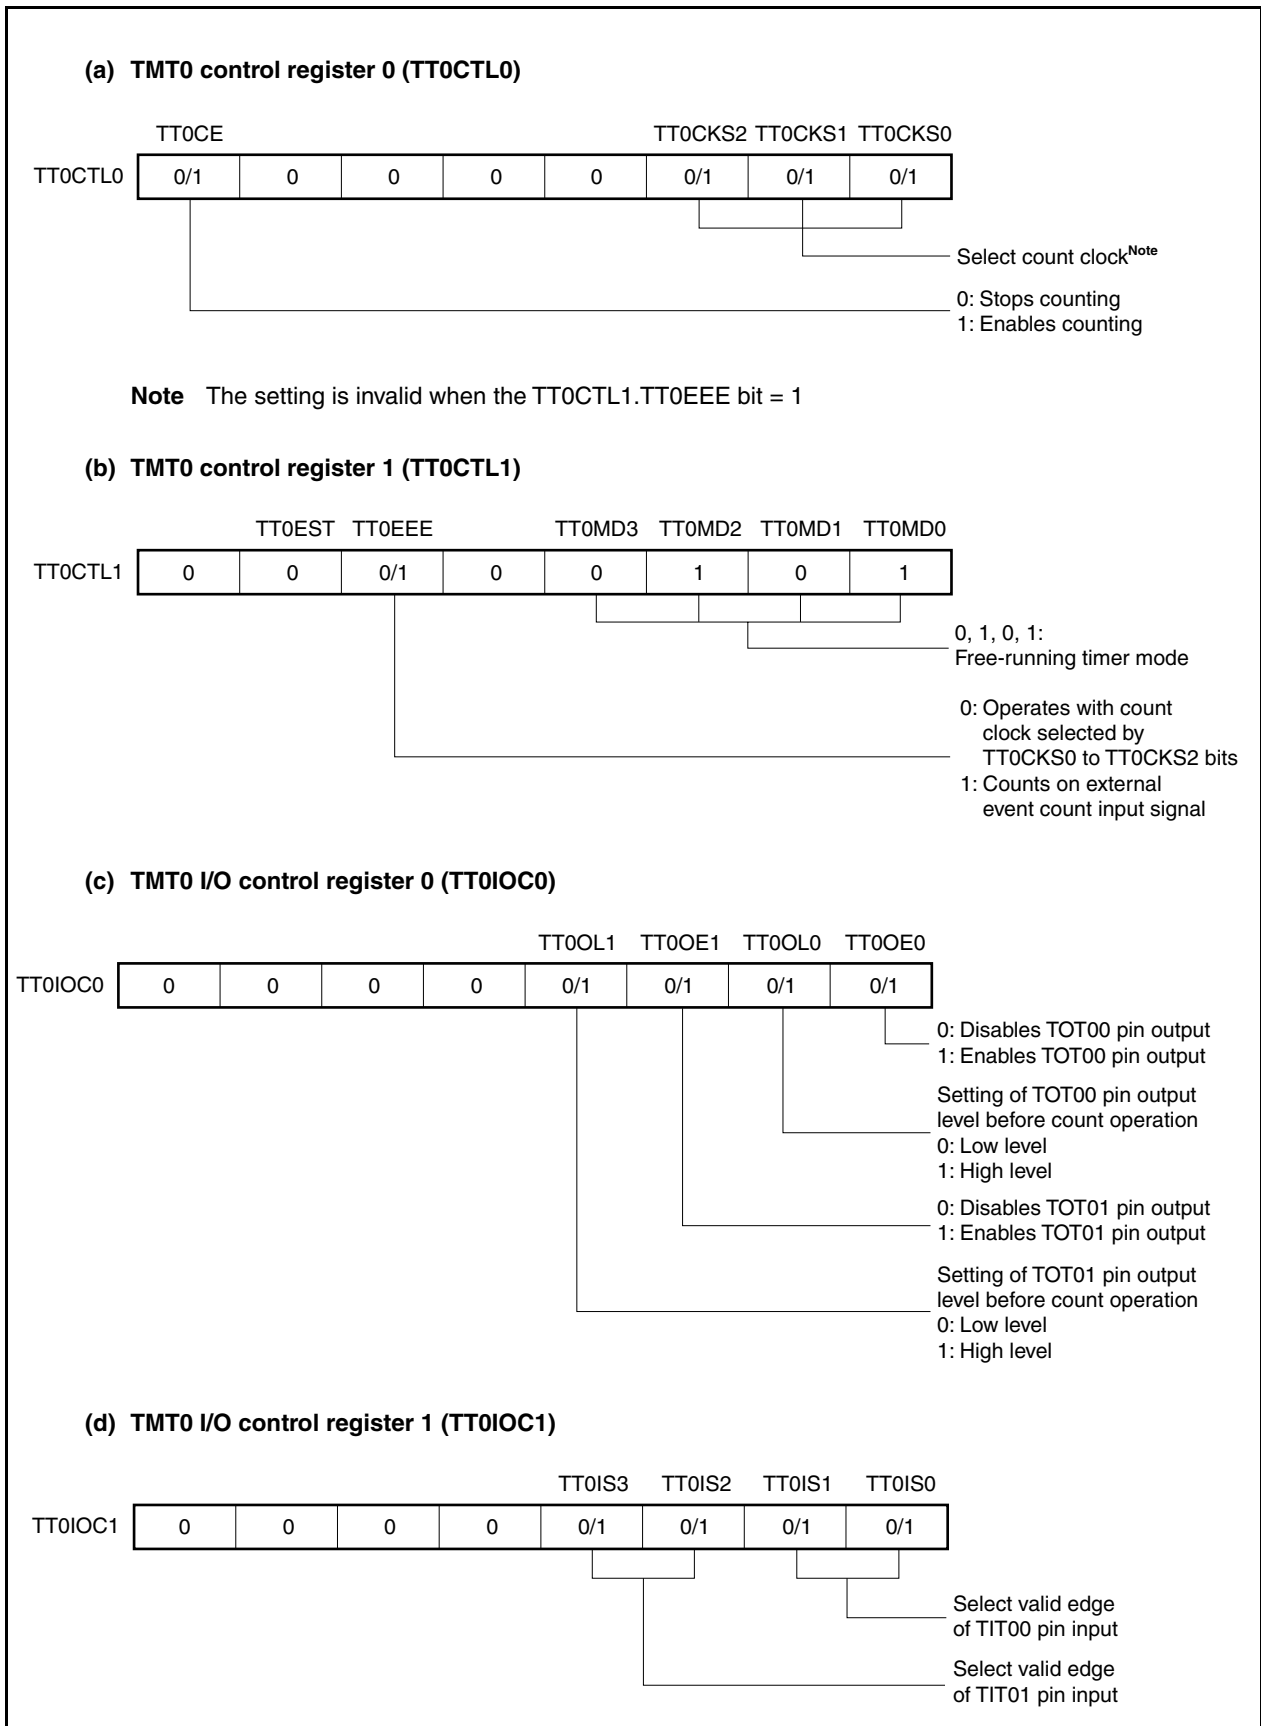 (a) TMT0 control register 0 (TT0CTL0)
TT0CE TT0CKS2 TT0CKS1 TT0CKS0
TT0CTL0 0/1 0 0 0 0 0/1 0/1 0/1
Select count clockNote
0: Stops counting
1: Enables counting
Note The setting is invalid when the TT0CTL1.TT0EEE bit = 1
(b) TMT0 control register 1 (TT0CTL1)
TT0EST TT0EEE TT0MD3 TT0MD2 TT0MD1 TT0MD0
TT0CTL1 0 0 0/1 0 0 1 0 1
0, 1, 0, 1:
Free-running timer mode
0: Operates with count
clock selected by
TT0CKS0 to TT0CKS2 bits
1: Counts on external
event count input signal
(c) TMT0 I/O control register 0 (TT0IOC0)
TT0OL1 TT0OE1 TT0OL0 TT0OE0
TT0IOC0 0 0 0 0 0/1 0/1 0/1 0/1
0: Disables TOT00 pin output
1: Enables TOT00 pin output
Setting of TOT00 pin output
level before count operation
0: Low level
1: High level
0: Disables TOT01 pin output
1: Enables TOT01 pin output
Setting of TOT01 pin output
level before count operation
0: Low level
1: High level
(d) TMT0 I/O control register 1 (TT0IOC1)
TT0IS3 TT0IS2 TT0IS1 TT0IS0
TT0IOC1 0 0 0 0 0/1 0/1 0/1 0/1
Select valid edge
of TIT00 pin input
Select valid edge
of TIT01 pin input